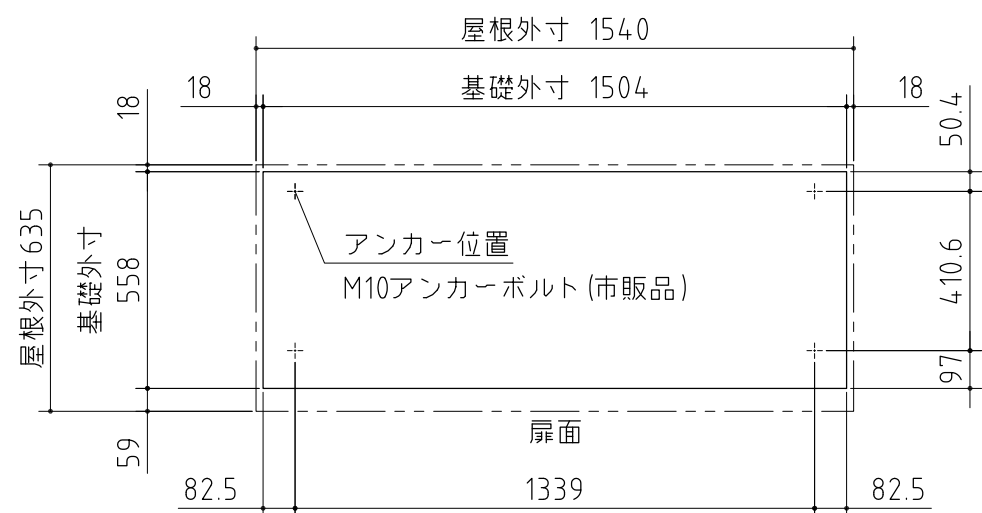 屋根外寸 1540
18
基礎外寸 1504
18
18
50.4
屋根外寸635
基礎外寸
558
アンカー位置
M10アンカーボルト(市販品)
410.6
97
59
扉面
82.5
1339
82.5